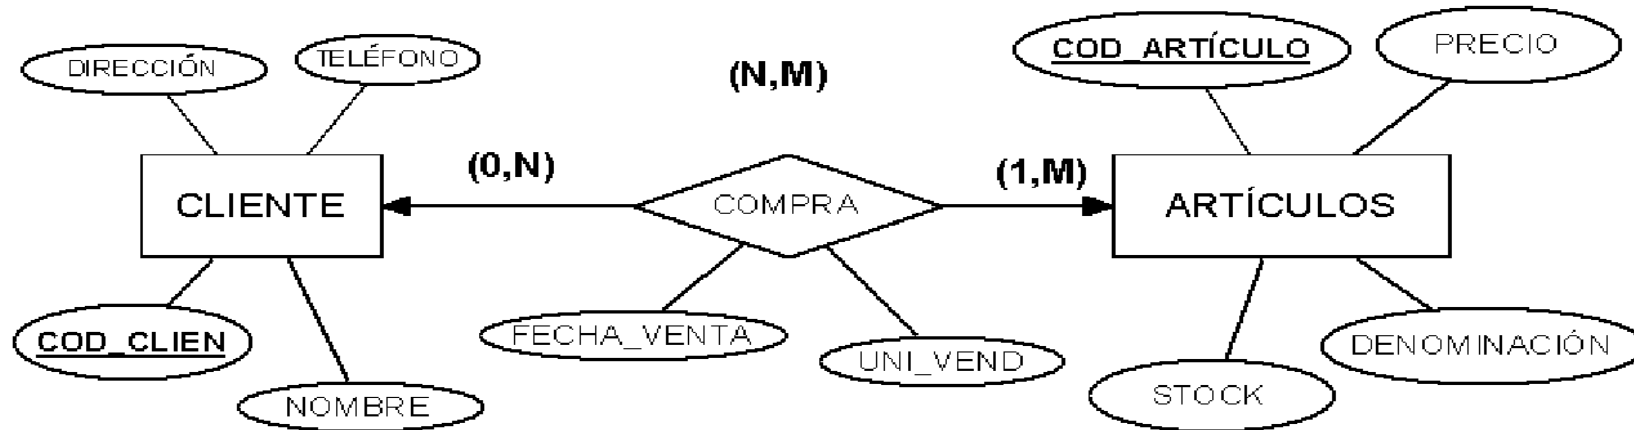 DIRECCIÓN
TELÉFONO
(N,M)
COD_ARTÍCULO
PRECIO
CLIENTE
(0,N)
COMPRA
(1,M)
ARTÍCULOS
COD_CLIEN
NOMBRE
FECHA_VENTA
UNI_VEND
STOCK
DENOMINACIÓN